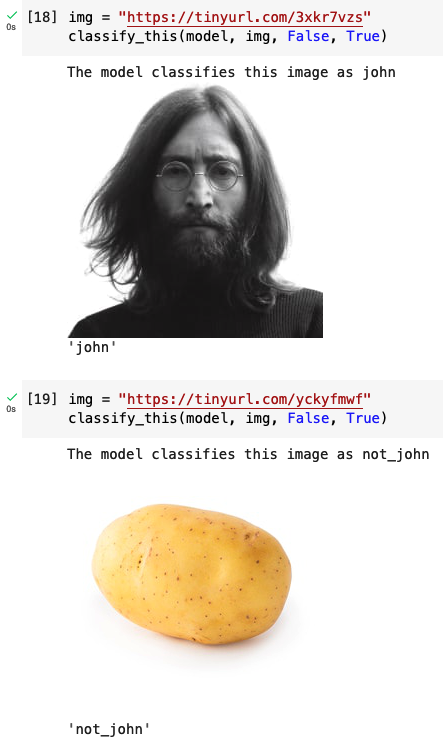 [18] img = "https://tinyurl.com/3xkr7vzs"
0s classify_this(model, img, False, True)
The model classifies this image as john
'john'
[19] img = "https://tinyurl.com/yckyfmwf"
0s classify_this(model, img, False, True)
The model classifies this image as not_john
'not_john'